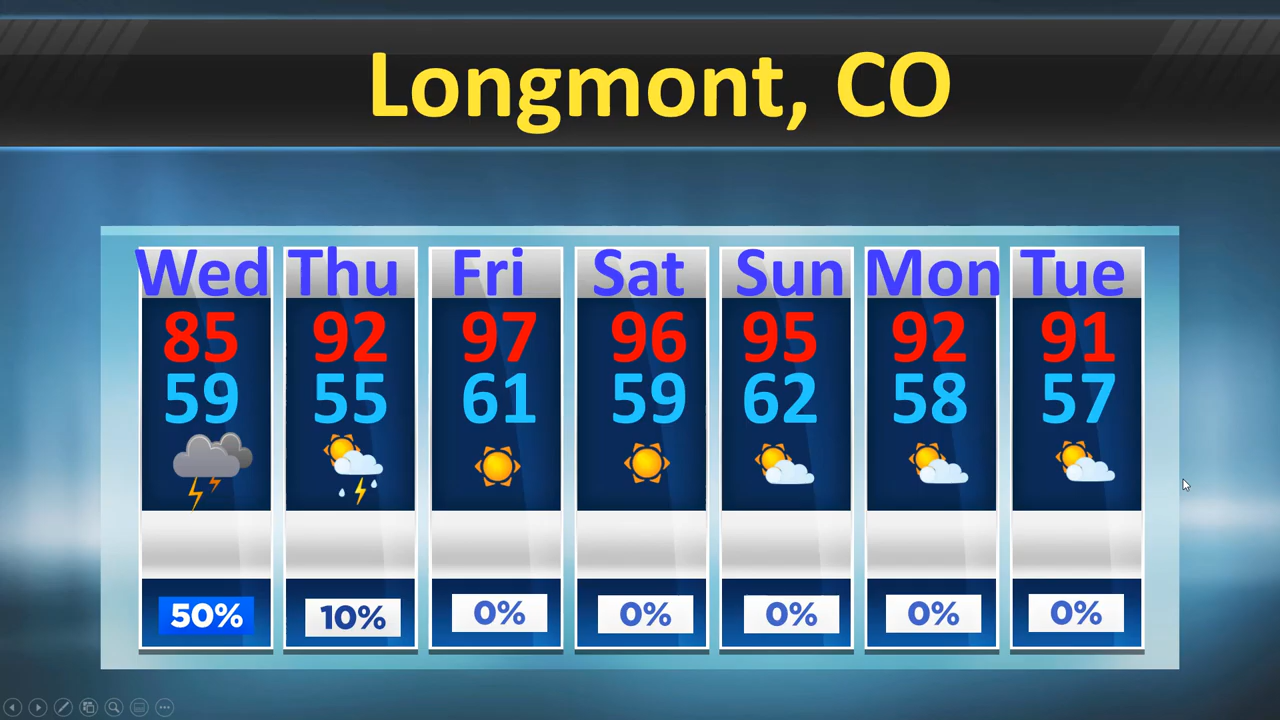 Longmont, CO
Wed Thu Fri Sat Sun Mon Tue
85 92 97 96 95 92 91
59 55 61 59 62 58 57
50% 10% 0% 0% 0% 0% 0%